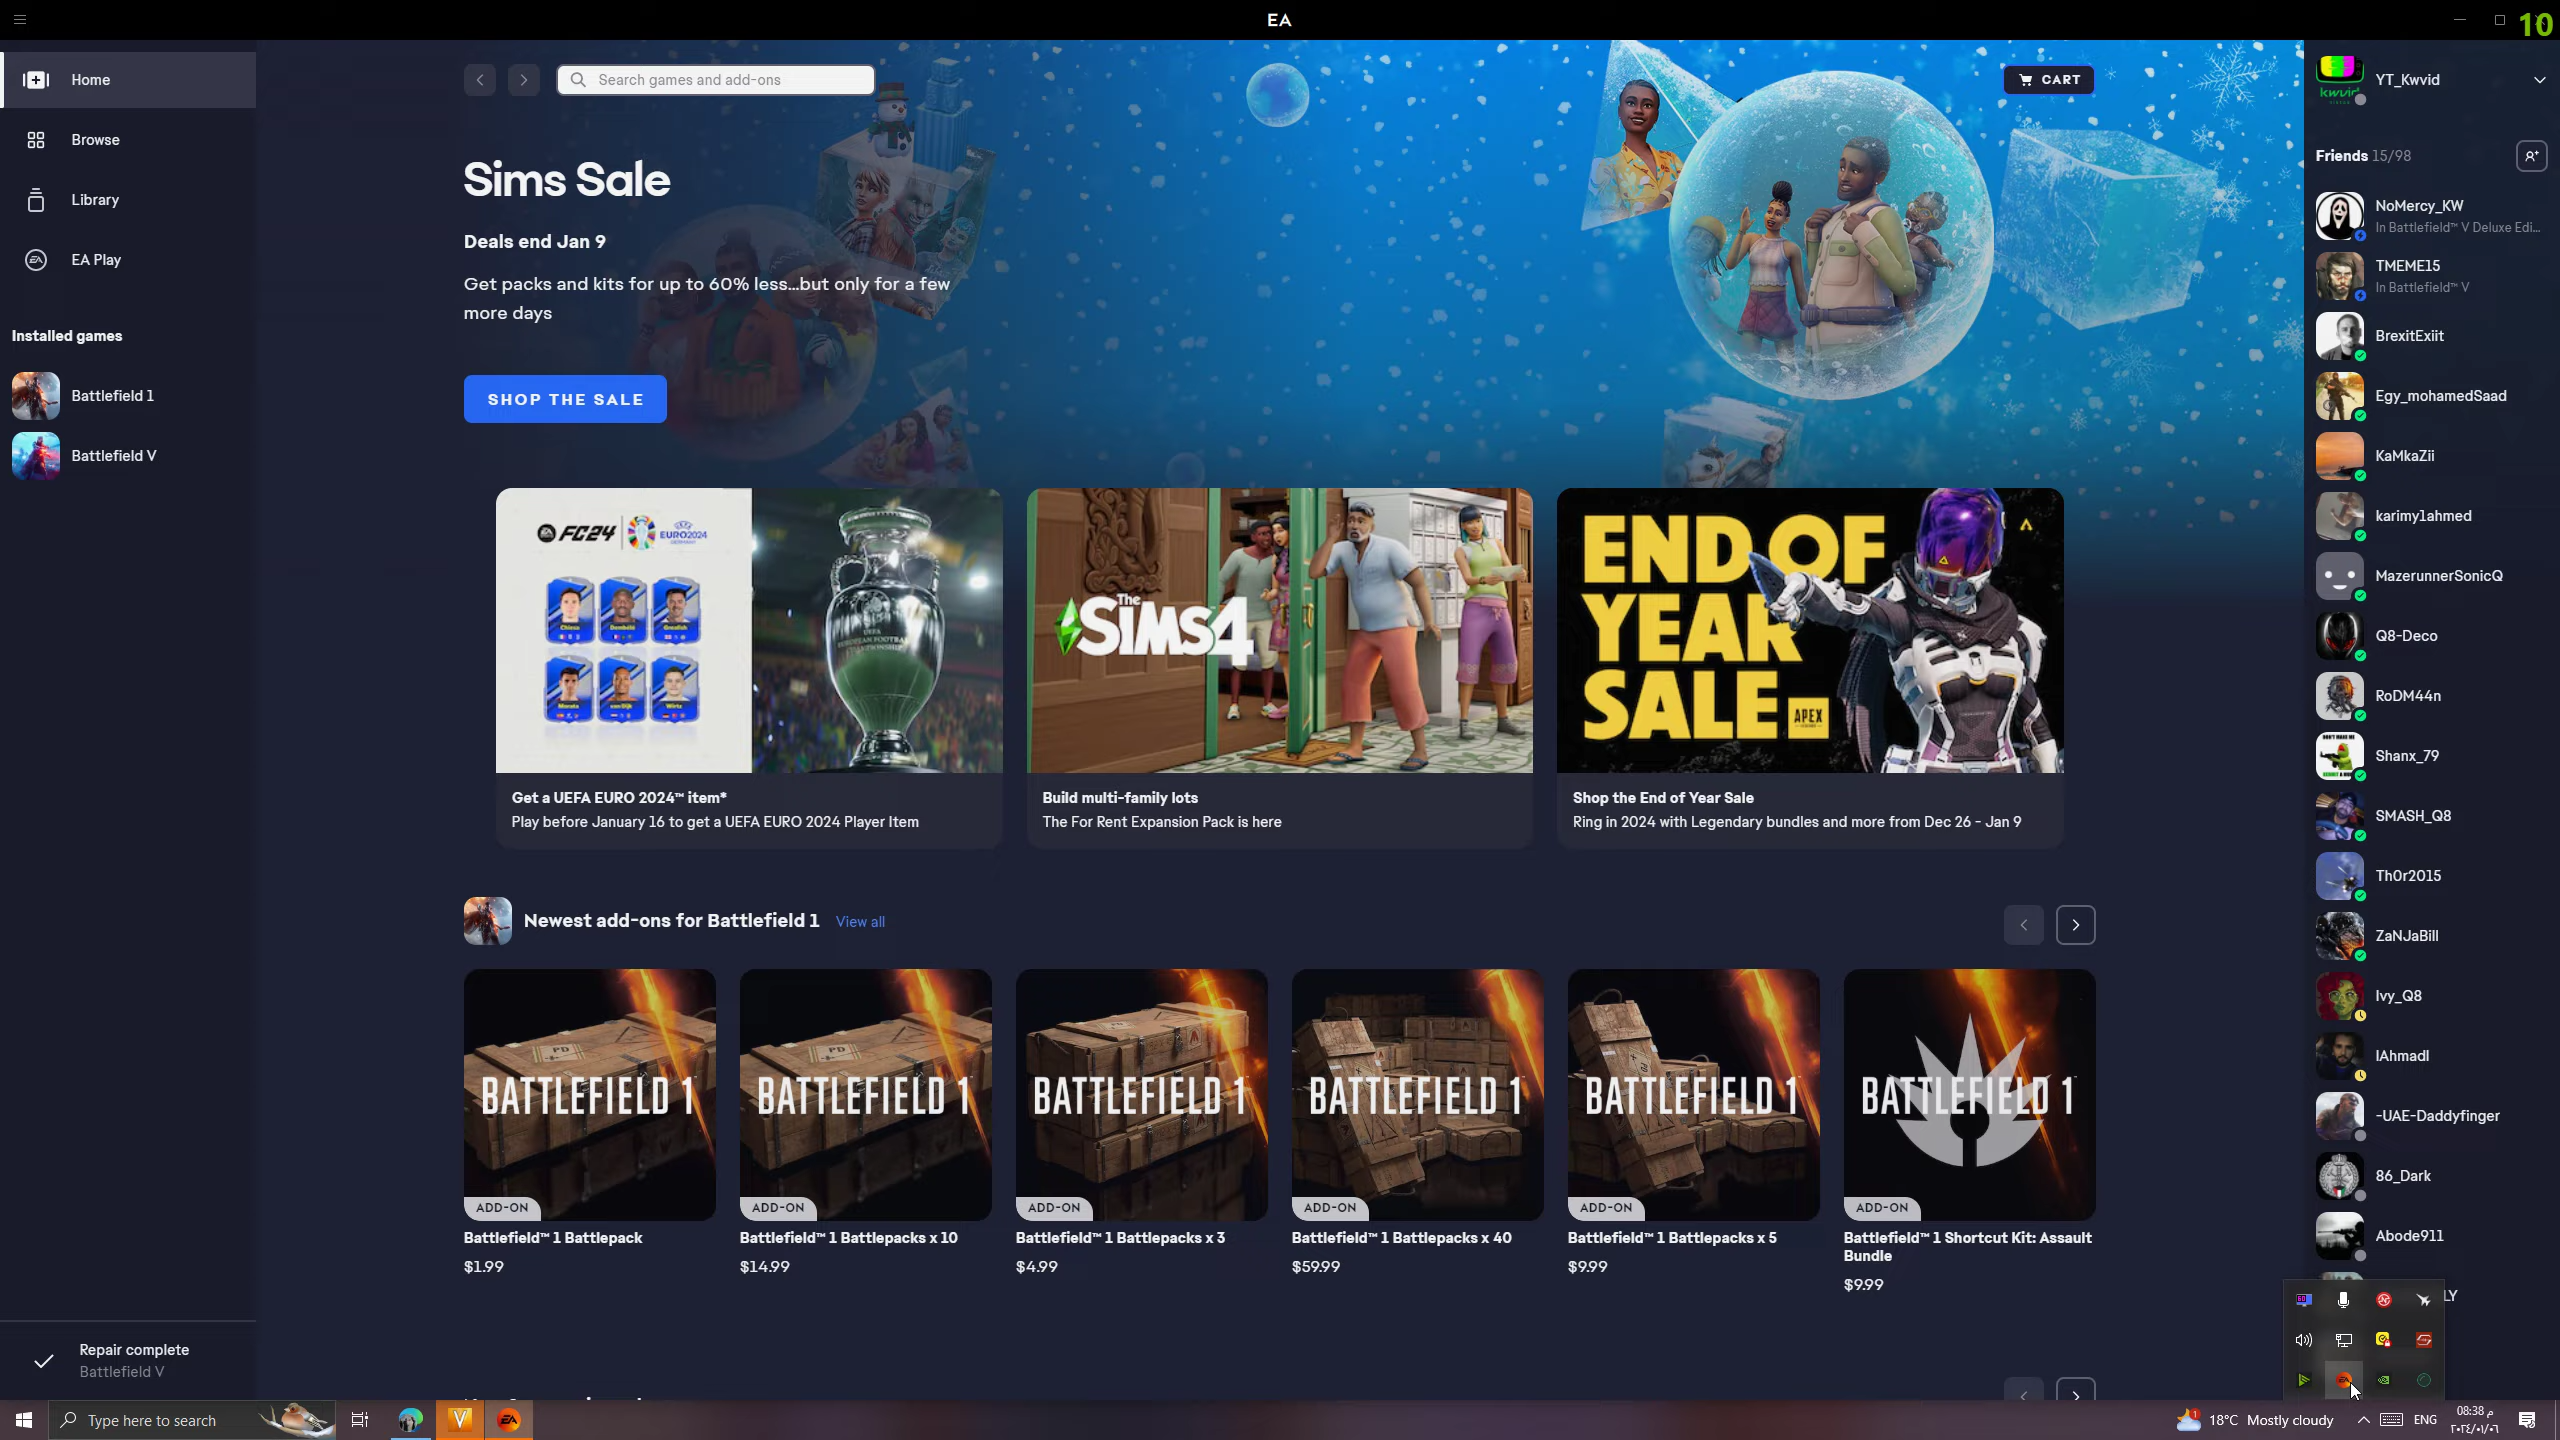 EA
10
Home
Browse
Library
EA Play
Installed games
Battlefield 1
Battlefield V
Repair complete
Battlefield V
Search games and add-ons
CART
Sims Sale
Deals end Jan 9
Get packs and kits for up to 60% less...but only for a few
more days
SHOP THE SALE
FC24
EURO2024
GERMANY
The
SIMS4
END OF
YEAR
SALE
APEX
Get a UEFA EURO 2024™ item*
Play before January 16 to get a UEFA EURO 2024 Player Item
Build multi-family lots
The For Rent Expansion Pack is here
Shop the End of Year Sale
Ring in 2024 with Legendary bundles and more from Dec 26 - Jan 9
Newest add-ons for Battlefield 1
View all
BATTLEFIELD 1
ADD-ON
Battlefield™ 1 Battlepack
$1.99
BATTLEFIELD 1
ADD-ON
Battlefield™ 1 Battlepacks x 10
$14.99
BATTLEFIELD 1
ADD-ON
Battlefield™ 1 Battlepacks x 3
$4.99
BATTLEFIELD 1
ADD-ON
Battlefield™ 1 Battlepacks x 40
$59.99
BATTLEFIELD 1
ADD-ON
Battlefield™ 1 Battlepacks x 5
$9.99
BATTLEFIELD 1
ADD-ON
Battlefield™ 1 Shortcut Kit: Assault
Bundle
$9.99
YT_Kwvid
Friends 15/98
NoMercy_KW
In Battlefield™ V Deluxe Edi...
TMEME15
In Battlefield™ V
BrexitExiit
Egy_mohamedSaad
KaMkaZii
karimy1ahmed
MazerunnerSonicQ
Q8-Deco
RoDM44n
Shanx_79
SMASH_Q8
Th0r2015
ZaNJaBill
Ivy_Q8
-UAE-Daddyfinger
86_Dark
Abode911
LY
Type here to search
18°C Mostly cloudy
ENG
08:38 م
٢٠٢٤/٠١/٠٦